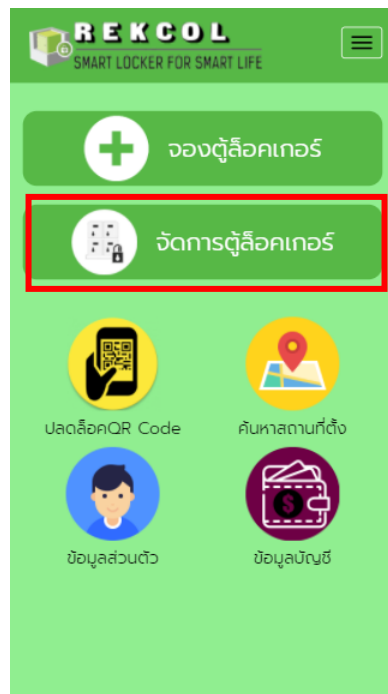 REKCOL
SMART LOCKER FOR SMART LIFE
จองตู้ล็อคเกอร์
จัดการตู้ล็อคเกอร์
ปลดล็อคQR Code
ค้นหาสถานที่ตั้ง
ข้อมูลส่วนตัว
ข้อมูลบัญชี